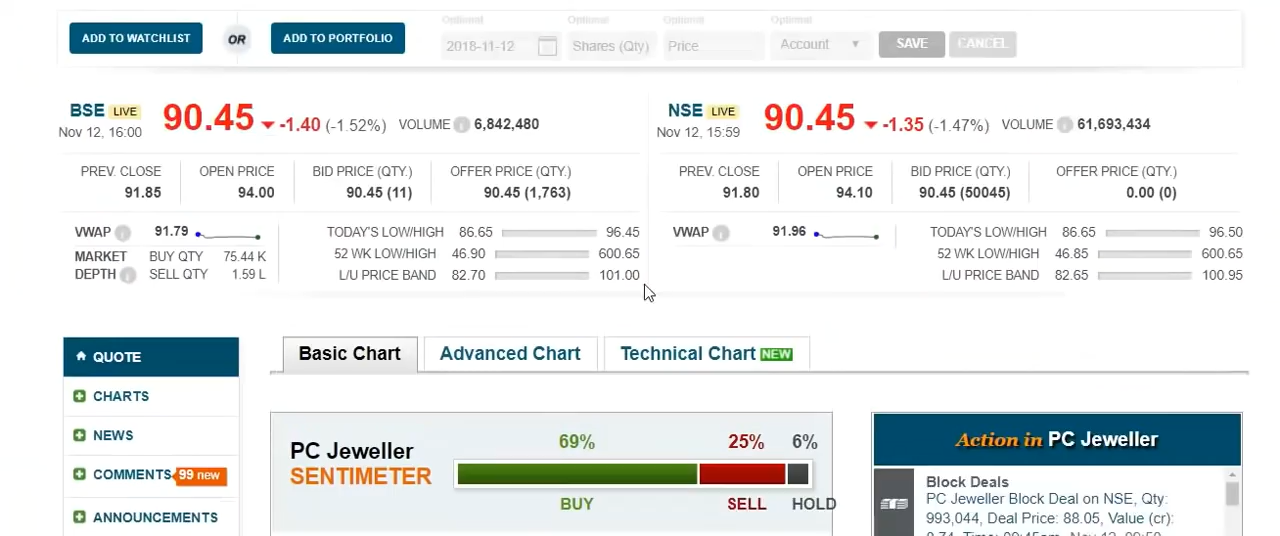 Optional Optional Optional Optional
ADD TO WATCHLIST OR ADD TO PORTFOLIO 2018-11-12 Shares (Qty) Price Account SAVE CANCEL
BSE LIVE 90.45 -1.40 (-1.52%) VOLUME 6,842,480
Nov 12, 16:00
PREV. CLOSE OPEN PRICE BID PRICE (QTY.) OFFER PRICE (QTY.)
91.85 94.00 90.45 (11) 90.45 (1,763)
VWAP 91.79
MARKET BUY QTY 75.44 K
DEPTH SELL QTY 1.59 L
TODAY'S LOW/HIGH 86.65 96.45
52 WK LOW/HIGH 46.90 600.65
L/U PRICE BAND 82.70 101.00
NSE LIVE 90.45 -1.35 (-1.47%) VOLUME 61,693,434
Nov 12, 15:59
PREV. CLOSE OPEN PRICE BID PRICE (QTY.) OFFER PRICE (QTY.)
91.80 94.10 90.45 (50045) 0.00 (0)
VWAP 91.96
TODAY'S LOW/HIGH 86.65 96.50
52 WK LOW/HIGH 46.85 600.65
L/U PRICE BAND 82.65 100.95
QUOTE
CHARTS
NEWS
COMMENTS 99 new
ANNOUNCEMENTS
Basic Chart Advanced Chart Technical Chart NEW
PC Jeweller
SENTIMETER
69% 25% 6%
BUY SELL HOLD
Action in PC Jeweller
Block Deals
PC Jeweller Block Deal on NSE, Qty:
993,044, Deal Price: 88.05, Value (cr):